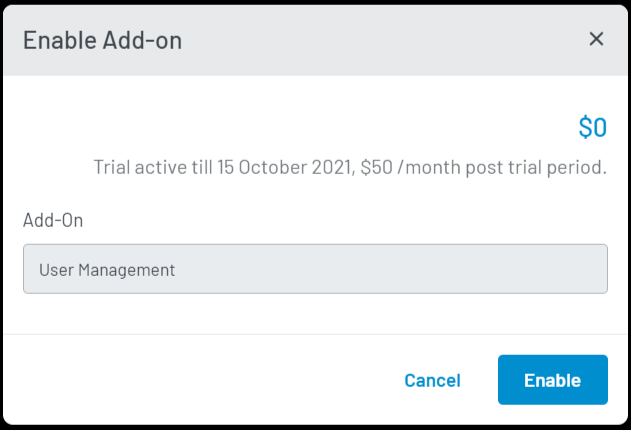 Enable Add-on
$0
Trial active till 15 October 2021, $50 /month post trial period.
Add-On
User Management
Cancel
Enable